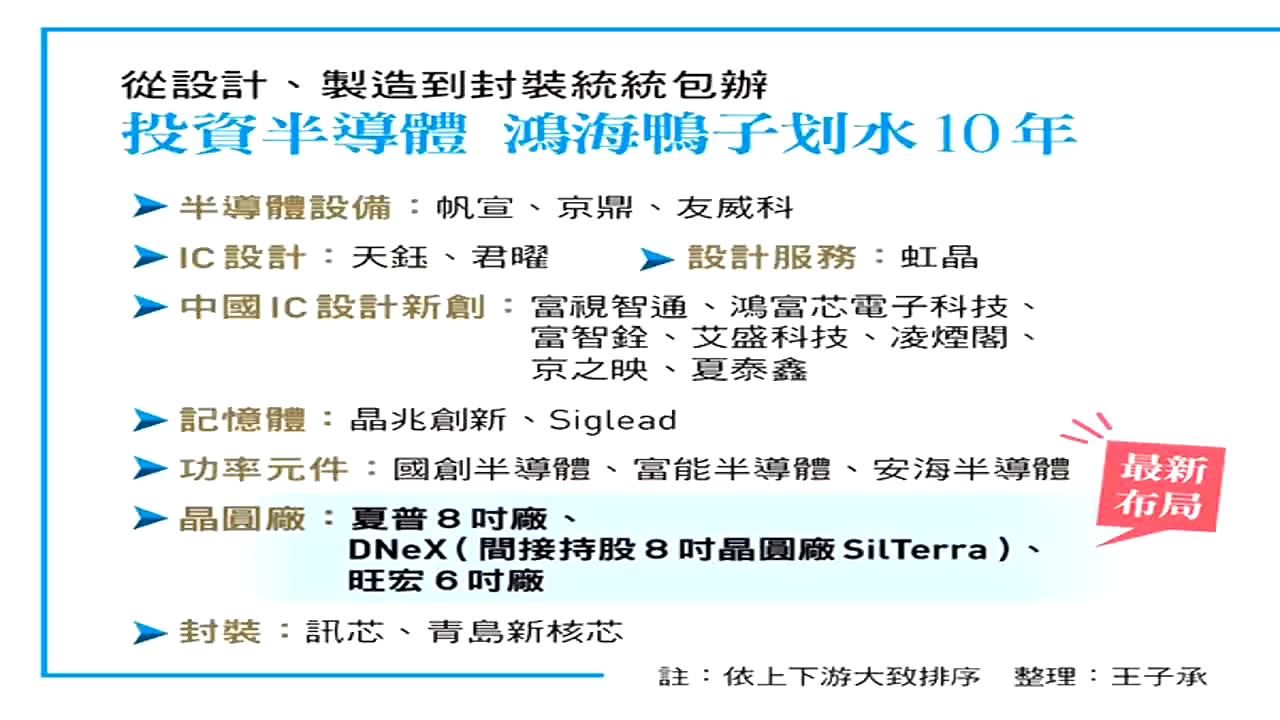 從設計、製造到封裝統統包辦
投資半導體 鴻海鴨子划水10年
半導體設備：帆宣、京鼎、友威科
IC設計：天鈺、君曜
設計服務：虹晶
中國IC設計新創：富視智通、鴻富芯電子科技、
富智銓、艾盛科技、凌煙閣、
京之映、夏泰鑫
記憶體：晶兆創新、Siglead
功率元件：國創半導體、富能半導體、安海半導體
最新
布局
晶圓廠：夏普8吋廠、
DNeX(間接持股8吋晶圓廠SilTerra)、
旺宏6吋廠
封裝：訊芯、青島新核芯
註：依上下游大致排序 整理：王子承